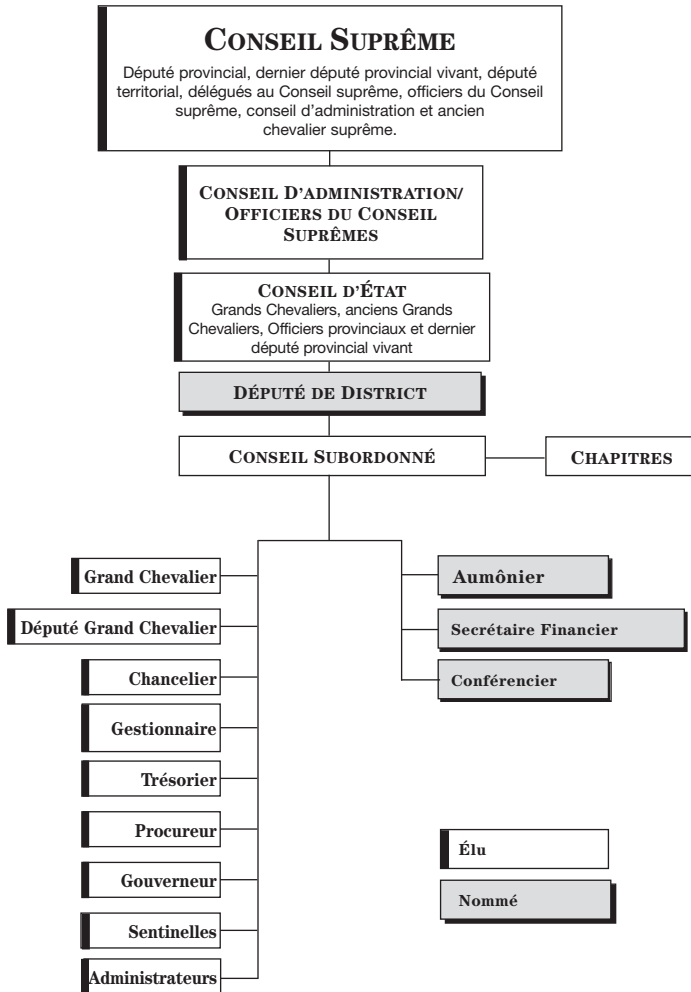 CONSEIL SUPRÊME
Député provincial, dernier député provincial vivant, député
territorial, délégués au Conseil suprême, officiers du Conseil
suprême, conseil d'administration et ancien
chevalier suprême.
CONSEIL D'ADMINISTRATION/
OFFICIERS DU CONSEIL
SUPRÊMES
CONSEIL D'ÉTAT
Grands Chevaliers, anciens Grands
Chevaliers, Officiers provinciaux et dernier
député provincial vivant
DÉPUTÉ DE DISTRICT
CONSEIL SUBORDONNÉ
CHAPITRES
Grand Chevalier
Député Grand Chevalier
Chancelier
Gestionnaire
Trésorier
Procureur
Gouverneur
Sentinelles
Administrateurs
Aumônier
Secrétaire Financier
Conférencier
Élu
Nommé